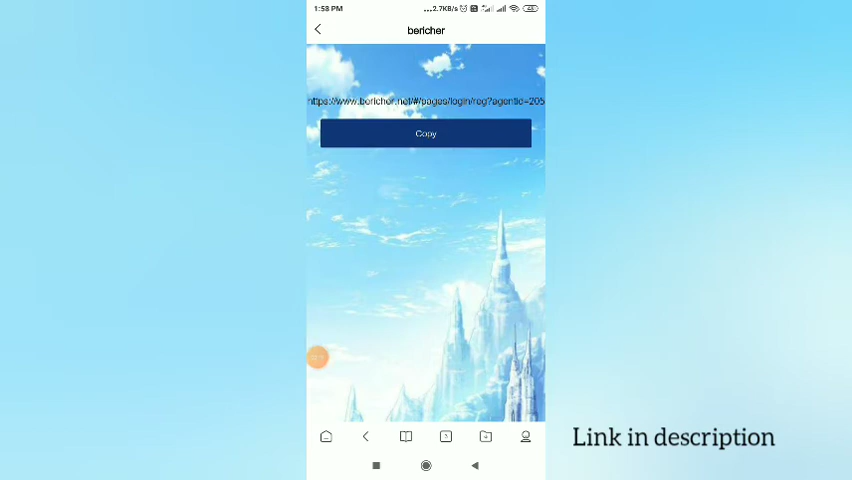 1:58 PM
...2.7KB/s
bericher
https://www.bericher.net/#/pages/login/reg?agentid=205
Copy
Link in description